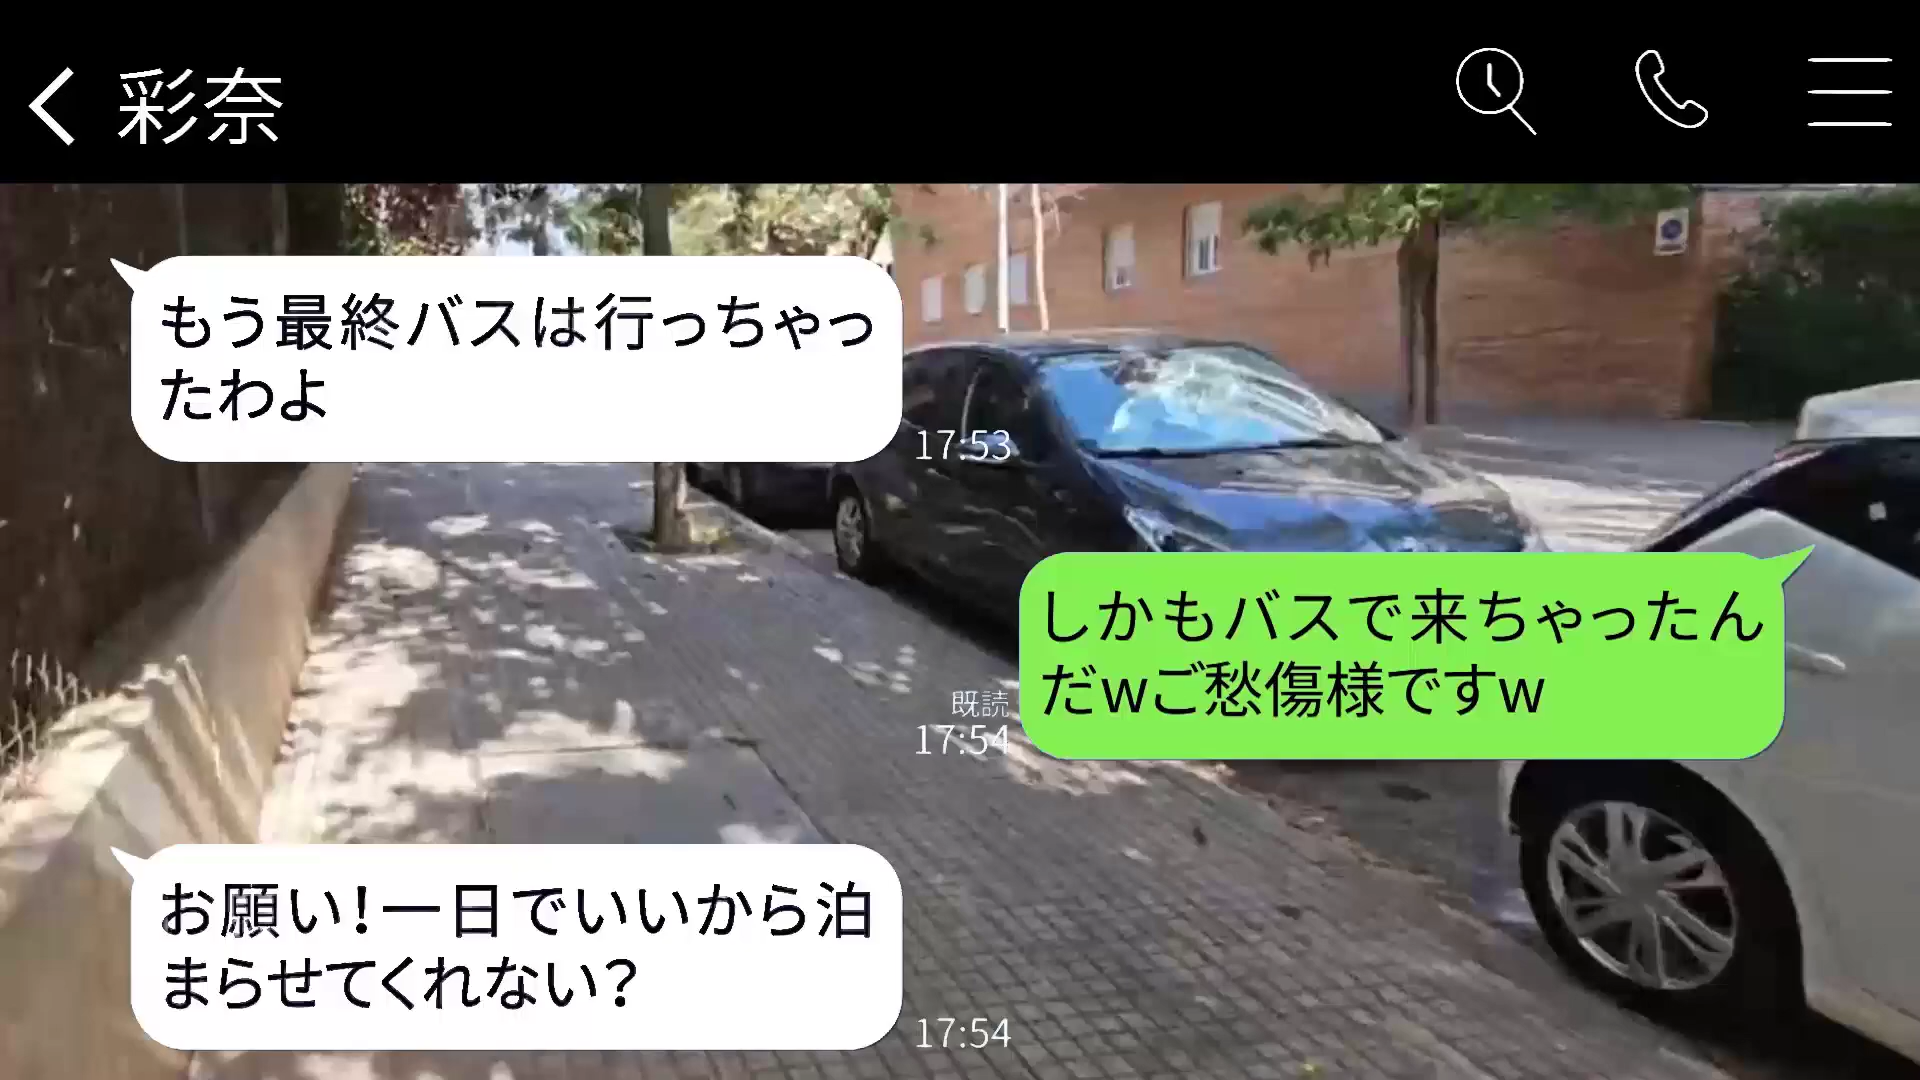 彩奈
もう最終バスは行っちゃっ
たわよ
17:53
しかもバスで来ちゃったん
だwご愁傷様ですw
既読
17:54
お願い！一日でいいから泊
まらせてくれない？
17:54